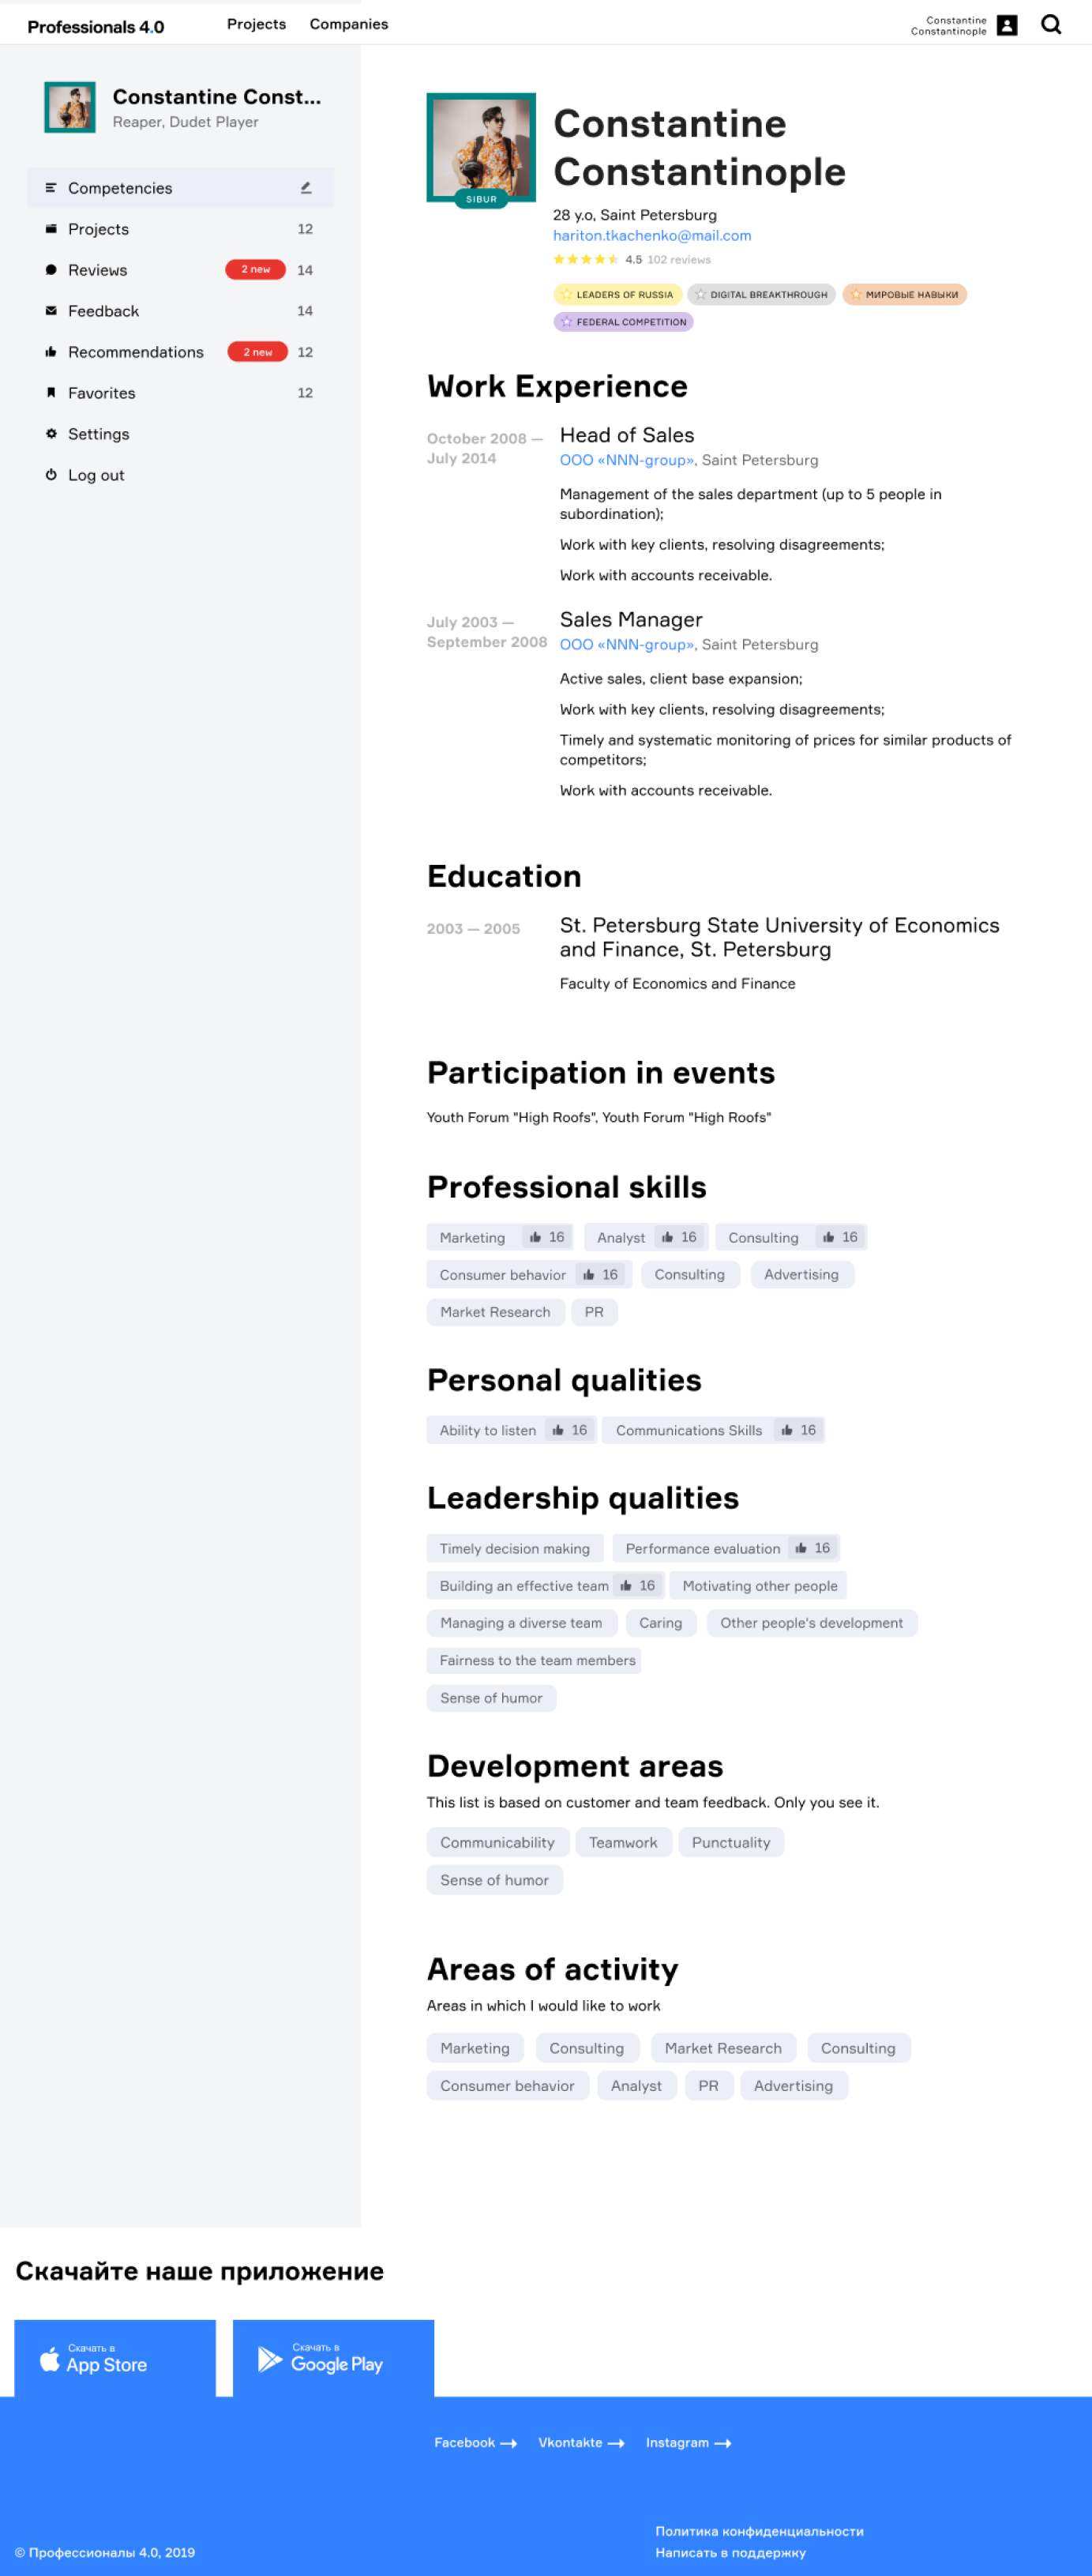 Professionals 4.0
Projects
Companies
Constantine
Constantinople
Constantine Const...
Reaper, Dudet Player
Competencies
Projects 12
Reviews 2 new 14
Feedback 14
Recommendations 2 new 12
Favorites 12
Settings
Log out
SIBUR
Constantine
Constantinople
28 y.o, Saint Petersburg
hariton.tkachenko@mail.com
4.5 102 reviews
LEADERS OF RUSSIA
DIGITAL BREAKTHROUGH
МИРОВЫЕ НАВЫКИ
FEDERAL COMPETITION
Work Experience
October 2008 —
July 2014
Head of Sales
ООО «NNN-group», Saint Petersburg
Management of the sales department (up to 5 people in
subordination);
Work with key clients, resolving disagreements;
Work with accounts receivable.
July 2003 —
September 2008
Sales Manager
ООО «NNN-group», Saint Petersburg
Active sales, client base expansion;
Work with key clients, resolving disagreements;
Timely and systematic monitoring of prices for similar products of
competitors;
Work with accounts receivable.
Education
2003 — 2005
St. Petersburg State University of Economics
and Finance, St. Petersburg
Faculty of Economics and Finance
Participation in events
Youth Forum "High Roofs", Youth Forum "High Roofs"
Professional skills
Marketing 16 Analyst 16 Consulting 16
Consumer behavior 16 Consulting Advertising
Market Research PR
Personal qualities
Ability to listen 16 Communications Skills 16
Leadership qualities
Timely decision making Performance evaluation 16
Building an effective team 16 Motivating other people
Managing a diverse team Caring Other people's development
Fairness to the team members
Sense of humor
Development areas
This list is based on customer and team feedback. Only you see it.
Communicability Teamwork Punctuality
Sense of humor
Areas of activity
Areas in which I would like to work
Marketing Consulting Market Research Consulting
Consumer behavior Analyst PR Advertising
Скачайте наше приложение
Скачать в
App Store
Скачать в
Google Play
Facebook Vkontakte Instagram
Политика конфиденциальности
© Профессионалы 4.0, 2019
Написать в поддержку